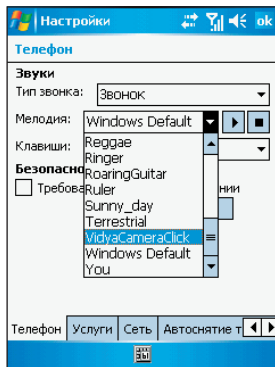 Настройки ok
Телефон
Звуки
Тип звонка: Звонок
Мелодия: Windows Default
Клавиши:
Reggae
Ringer
Безопасно
RoaringGuitar
Требова Ruler нии
Sunny_day
Terrestrial
VidyaCameraClick
Windows Default
You
Телефон Услуги Сеть Автоснятие т